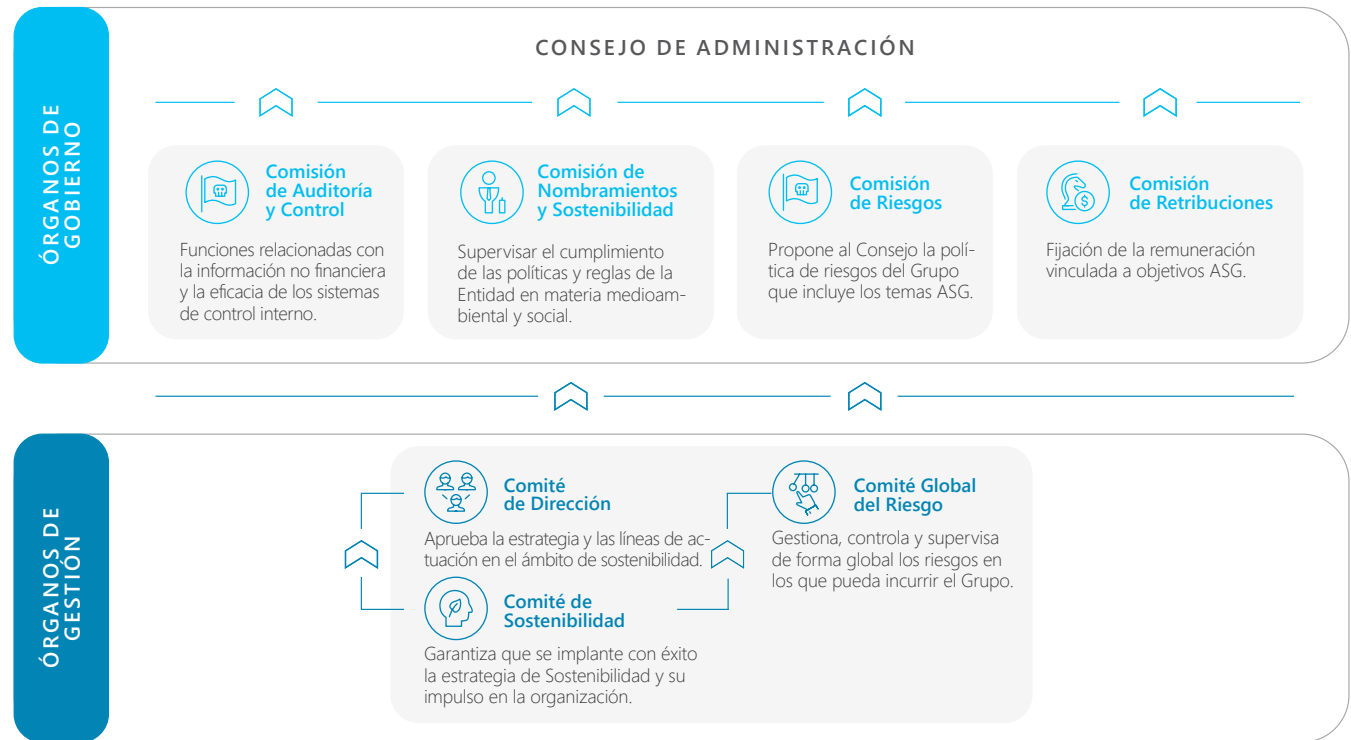 CONSEJO DE ADMINISTRACIÓN
ÓRGANOS DE
GOBIERNO
Comisión
de Auditoría
y Control
Funciones relacionadas con
la información no financiera
y la eficacia de los sistemas
de control interno.
Comisión de
Nombramientos
y Sostenibilidad
Supervisar el cumplimiento
de las políticas y reglas de la
Entidad en materia medioam-
biental y social.
Comisión
de Riesgos
Propone al Consejo la polí-
tica de riesgos del Grupo
que incluye los temas ASG.
Comisión
de Retribuciones
Fijación de la remuneración
vinculada a objetivos ASG.
ÓRGANOS DE
GESTIÓN
Comité
de Dirección
Aprueba la estrategia y las líneas de ac-
tuación en el ámbito de sostenibilidad.
Comité de
Sostenibilidad
Garantiza que se implante con éxito
la estrategia de Sostenibilidad y su
impulso en la organización.
Comité Global
del Riesgo
Gestiona, controla y supervisa
de forma global los riesgos en
los que pueda incurrir el Grupo.